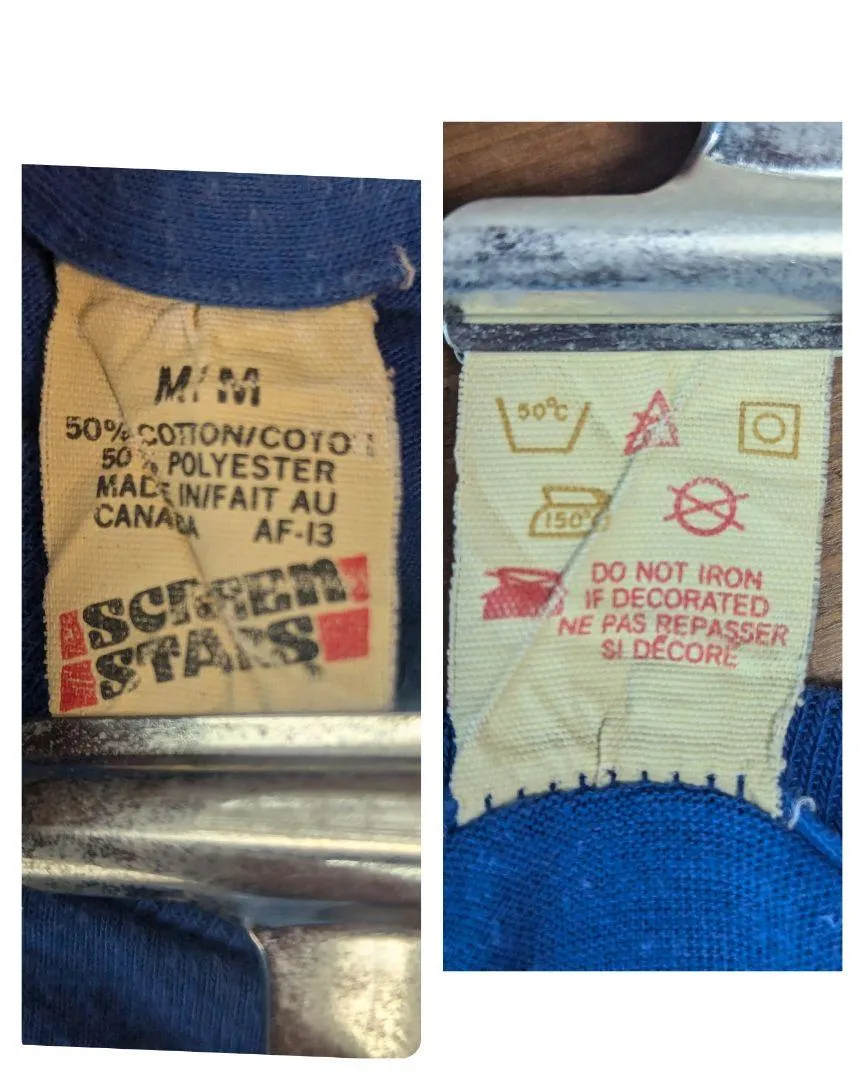 M/M
50% COTTON/COTO
50% POLYESTER
MADE IN/FAIT AU
CANADA AF-13
SCREEN
STARS
50°C
150°
DO NOT IRON
IF DECORATED
NE PAS REPASSER
SI DÉCORÉ